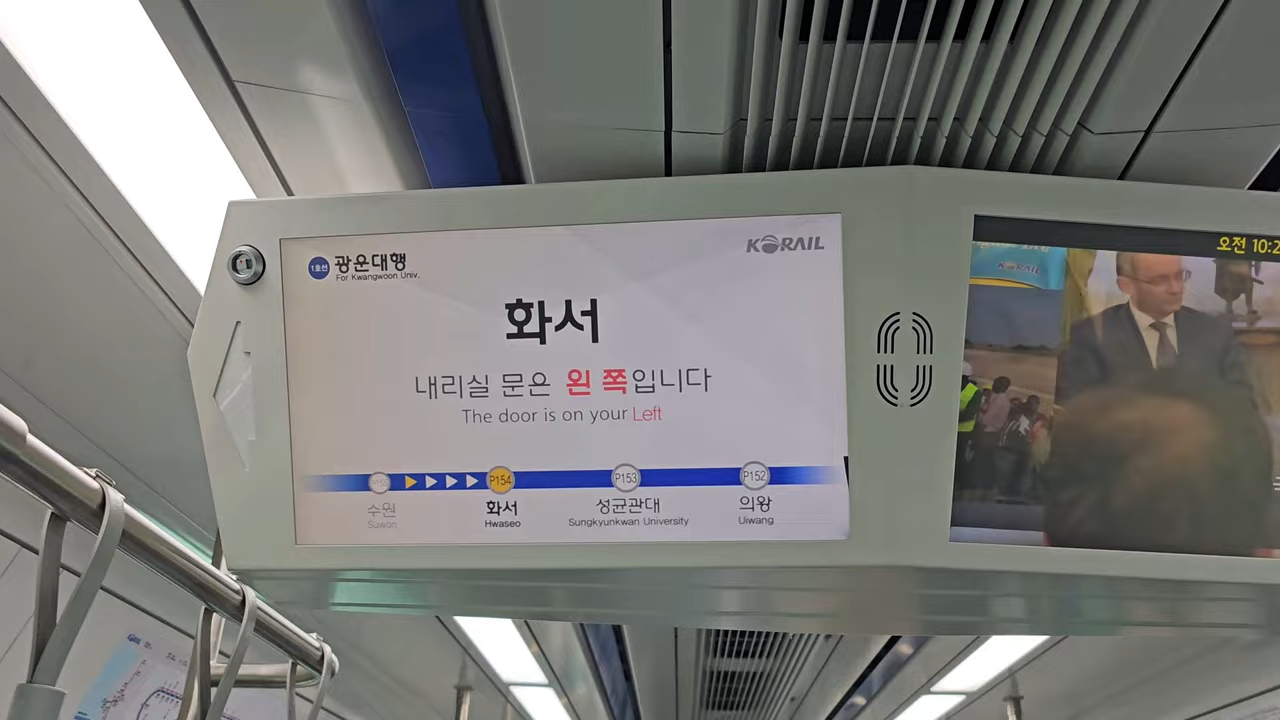 1호선 광운대행
For Kwangwoon Univ.
KORAIL
화서
내리실 문은 왼 쪽입니다
The door is on your Left
P154 P153 P152
수원 화서 성균관대 의왕
Suwon Hwaseo Sungkyunkwan University Uiwang
오전 10:2